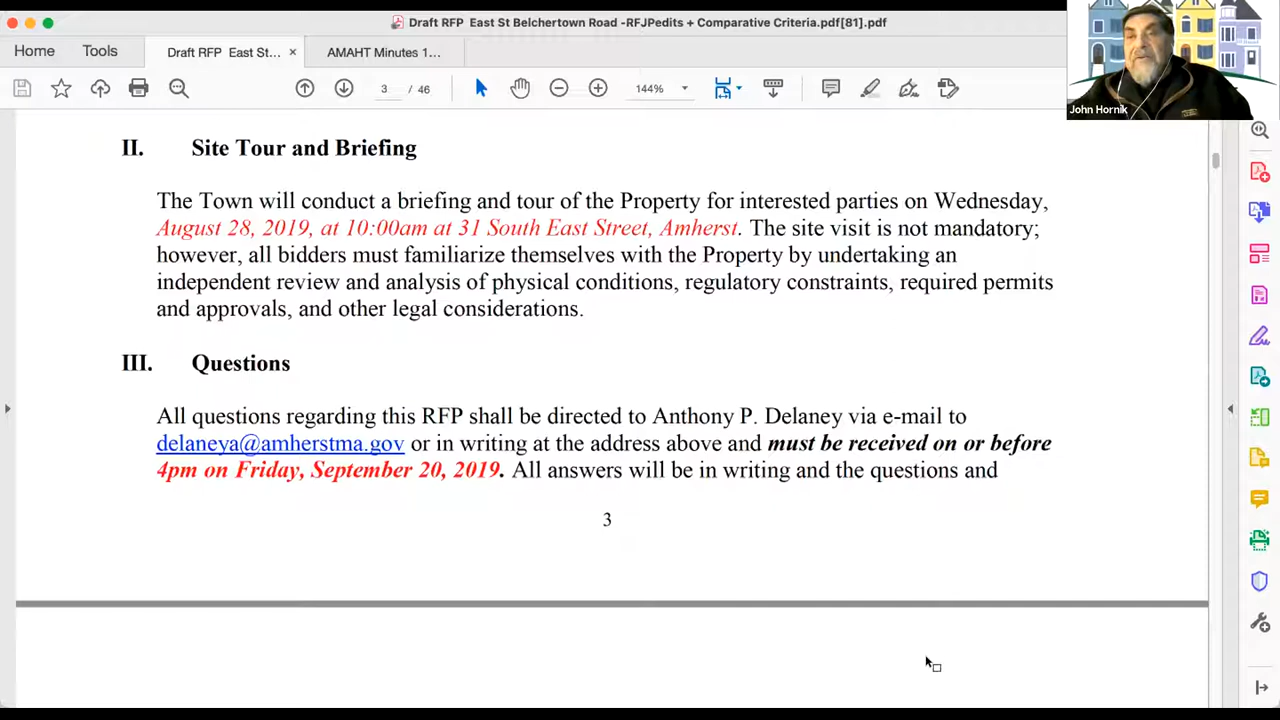 Draft RFP East St Belchertown Road -RFJPedits + Comparative Criteria.pdf[81].pdf
Home Tools Draft RFP East St... × AMAHT Minutes 1...
3 / 46 144%
John Hornik
II. Site Tour and Briefing
The Town will conduct a briefing and tour of the Property for interested parties on Wednesday,
August 28, 2019, at 10:00am at 31 South East Street, Amherst. The site visit is not mandatory;
however, all bidders must familiarize themselves with the Property by undertaking an
independent review and analysis of physical conditions, regulatory constraints, required permits
and approvals, and other legal considerations.
III. Questions
All questions regarding this RFP shall be directed to Anthony P. Delaney via e-mail to
delaneya@amherstma.gov or in writing at the address above and must be received on or before
4pm on Friday, September 20, 2019. All answers will be in writing and the questions and
3